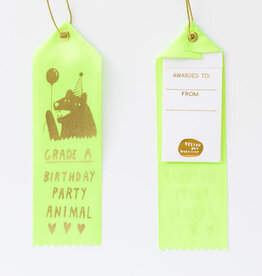 GRADE A
BIRTHDAY
PARTY
ANIMAL
AWARDED TO:
FROM:
YELLOW
OWL
WORKSHOP